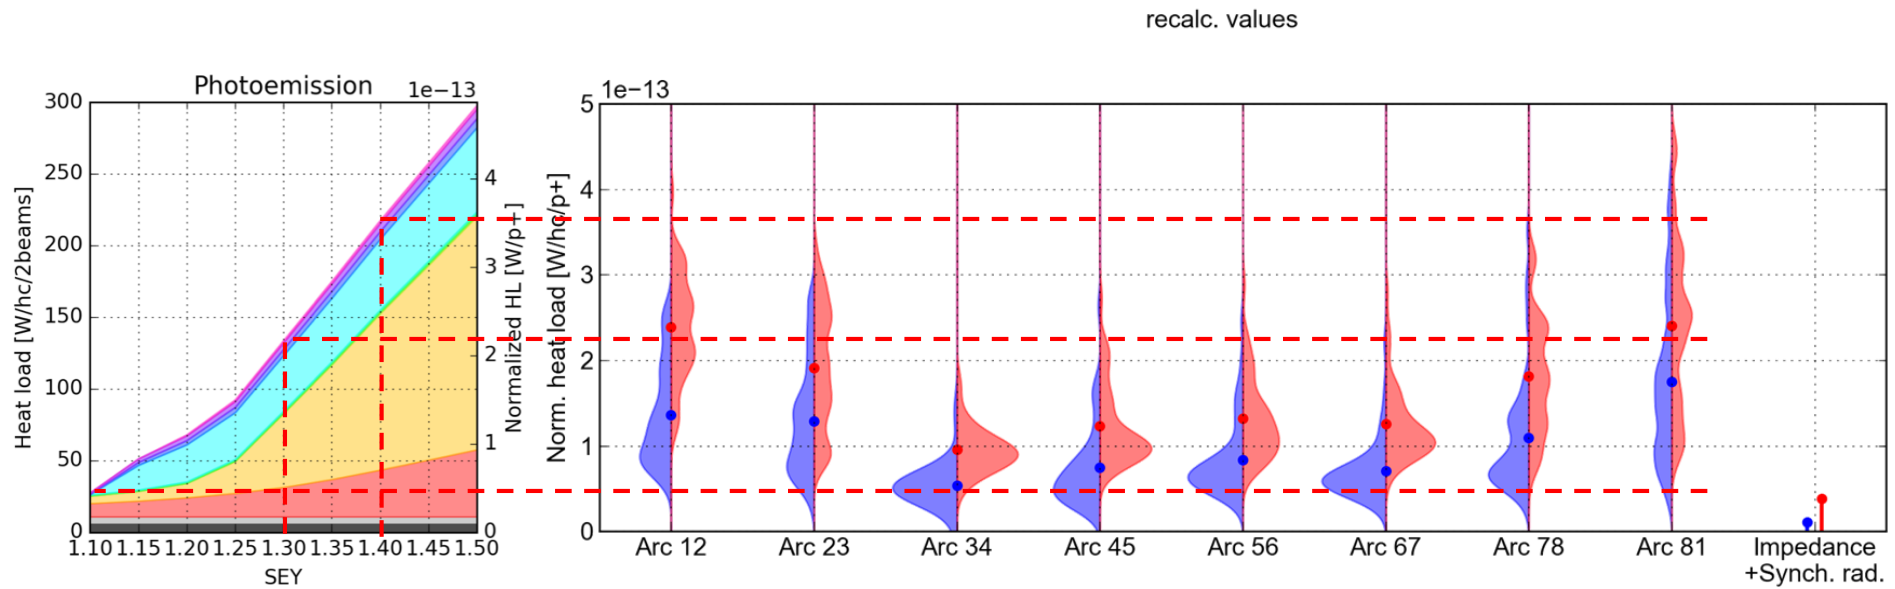 recalc. values
Photoemission
1e−13
Heat load [W/hc/2beams]
300
250
200
150
100
50
0
4
3
2
1
0
Normalized HL [W/p+]
1.10 1.15 1.20 1.25 1.30 1.35 1.40 1.45 1.50
SEY
1e−13
Norm. heat load [W/hc/p+]
5
4
3
2
1
0
Arc 12 Arc 23 Arc 34 Arc 45 Arc 56 Arc 67 Arc 78 Arc 81 Impedance
+Synch. rad.